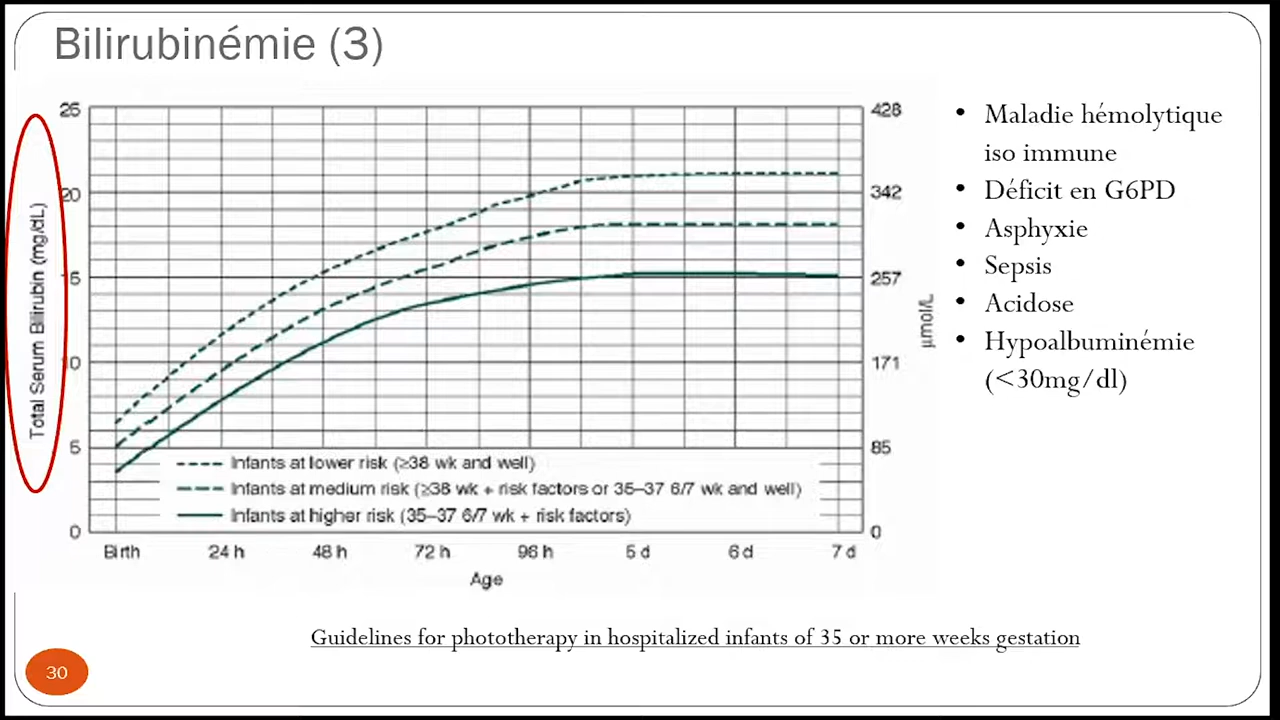 Bilirubinémie (3)
25
20
15
10
5
0
Total Serum Bilirubin (mg/dL)
428
342
257
171
85
0
µmol/L
Infants at lower risk (≥38 wk and well)
Infants at medium risk (≥38 wk + risk factors or 35–37 6/7 wk and well)
Infants at higher risk (35–37 6/7 wk + risk factors)
Birth 24 h 48 h 72 h 96 h 5 d 6 d 7 d
Age
• Maladie hémolytique
iso immune
• Déficit en G6PD
• Asphyxie
• Sepsis
• Acidose
• Hypoalbuminémie
(<30mg/dl)
Guidelines for phototherapy in hospitalized infants of 35 or more weeks gestation
30